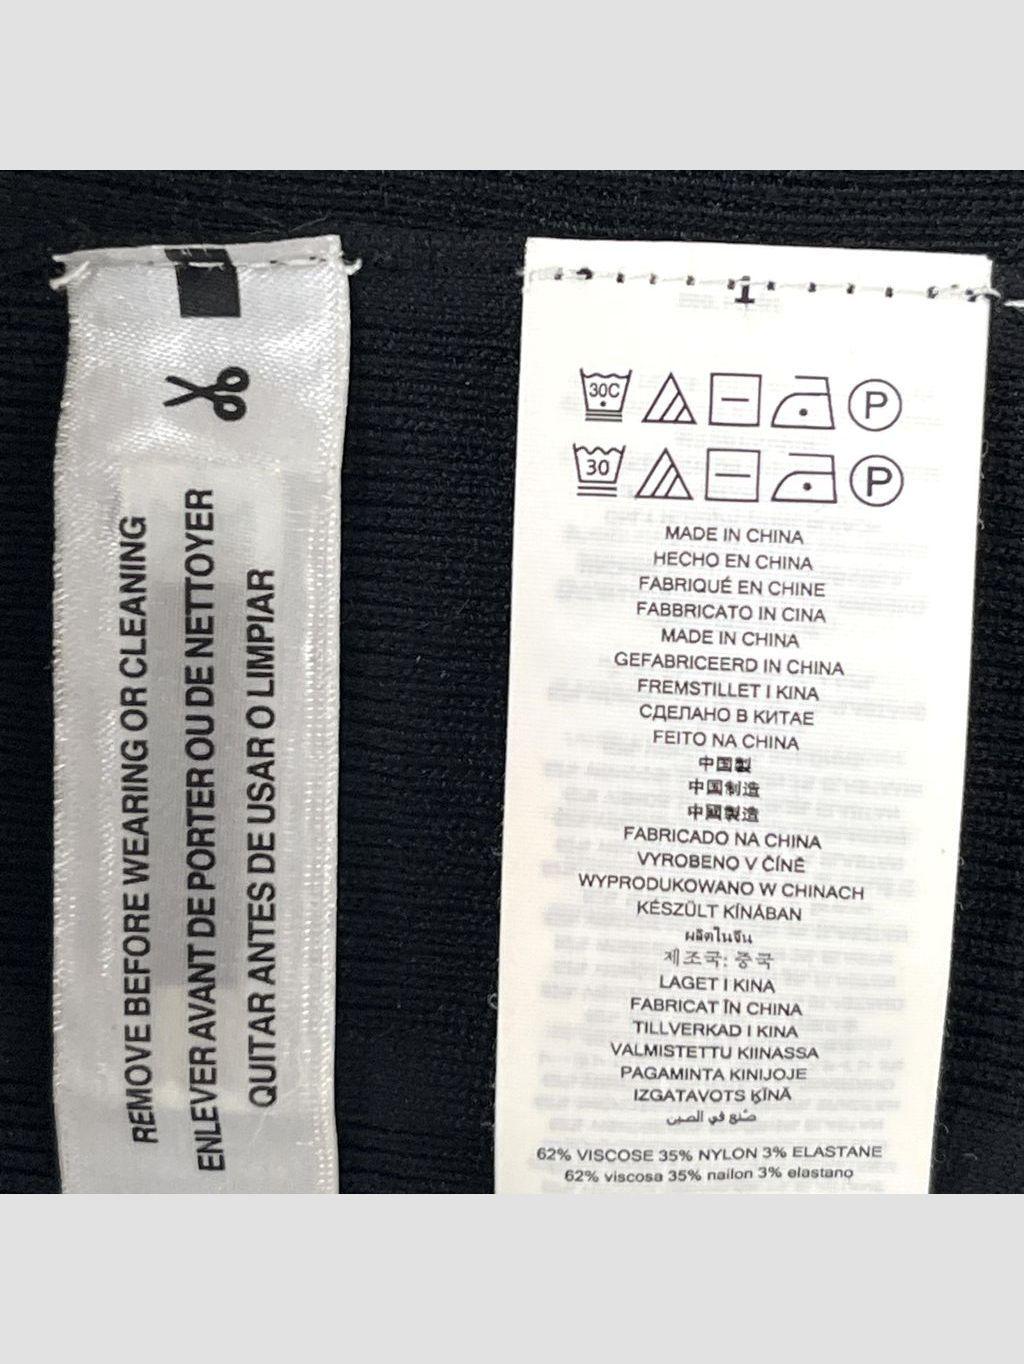 REMOVE BEFORE WEARING OR CLEANING
ENLEVER AVANT DE PORTER OU DE NETTOYER
QUITAR ANTES DE USAR O LIMPIAR
1
30C P
30 P
MADE IN CHINA
HECHO EN CHINA
FABRIQUÉ EN CHINE
FABBRICATO IN CINA
MADE IN CHINA
GEFABRICEERD IN CHINA
FREMSTILLET I KINA
СДЕЛАНО В КИТАЕ
FEITO NA CHINA
中国製
中国制造
中國製造
FABRICADO NA CHINA
VYROBENO V ČÍNĚ
WYPRODUKOWANO W CHINACH
KÉSZÜLT KÍNÁBAN
ผลิตในจีน
제조국: 중국
LAGET I KINA
FABRICAT ÎN CHINA
TILLVERKAD I KINA
VALMISTETTU KIINASSA
PAGAMINTA KINIJOJE
IZGATAVOTS ĶĪNĀ
صُنع في الصين
62% VISCOSE 35% NYLON 3% ELASTANE
62% viscosa 35% nailon 3% elastano